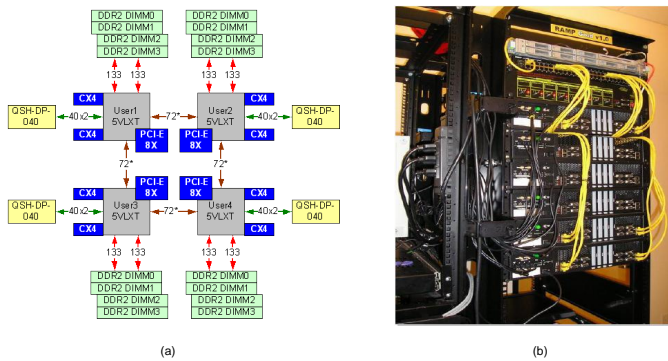 DDR2 DIMM0
DDR2 DIMM1
DDR2 DIMM2
DDR2 DIMM3
DDR2 DIMM0
DDR2 DIMM1
DDR2 DIMM2
DDR2 DIMM3
133 133
133 133
CX4
User1
5VLXT
CX4
PCI-E
8X
QSH-DP-
040
40x2
72*
User2
5VLXT
CX4
CX4
PCI-E
8X
40x2
QSH-DP-
040
72*
72*
CX4
User3
5VLXT
CX4
PCI-E
8X
QSH-DP-
040
40x2
72*
PCI-E
8X
User4
5VLXT
CX4
CX4
40x2
QSH-DP-
040
133 133
133 133
DDR2 DIMM0
DDR2 DIMM1
DDR2 DIMM2
DDR2 DIMM3
DDR2 DIMM0
DDR2 DIMM1
DDR2 DIMM2
DDR2 DIMM3
RAMP
v1.0
(a)
(b)